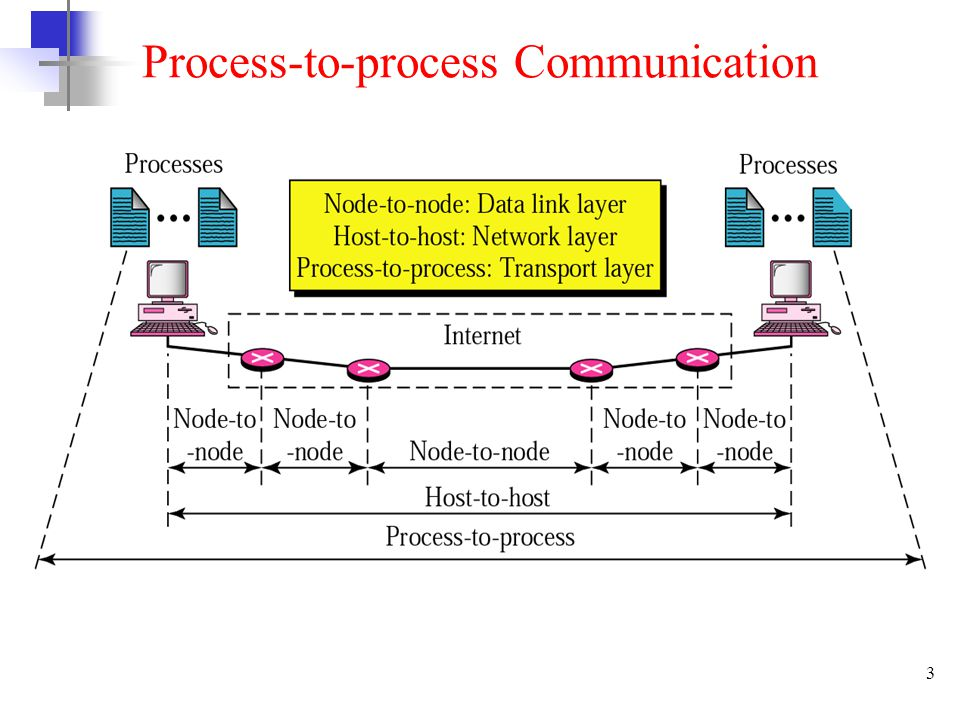 Process-to-process Communication
Processes
Processes
Node-to-node: Data link layer
Host-to-host: Network layer
Process-to-process: Transport layer
Internet
Node-to
-node
Node-to
-node
Node-to-node
Node-to
-node
Node-to
-node
Host-to-host
Process-to-process
3